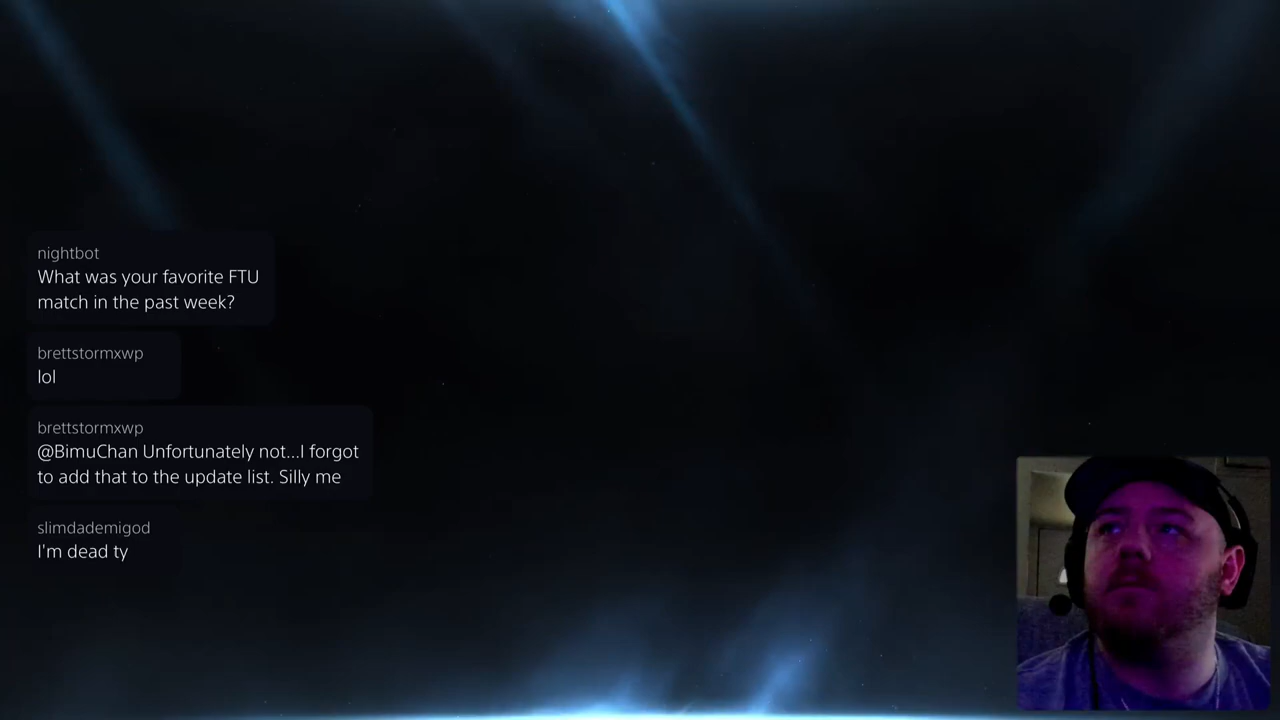 nightbot
What was your favorite FTU
match in the past week?
brettstormxwp
lol
brettstormxwp
@BimuChan Unfortunately not...I forgot
to add that to the update list. Silly me
slimdademigod
I'm dead ty